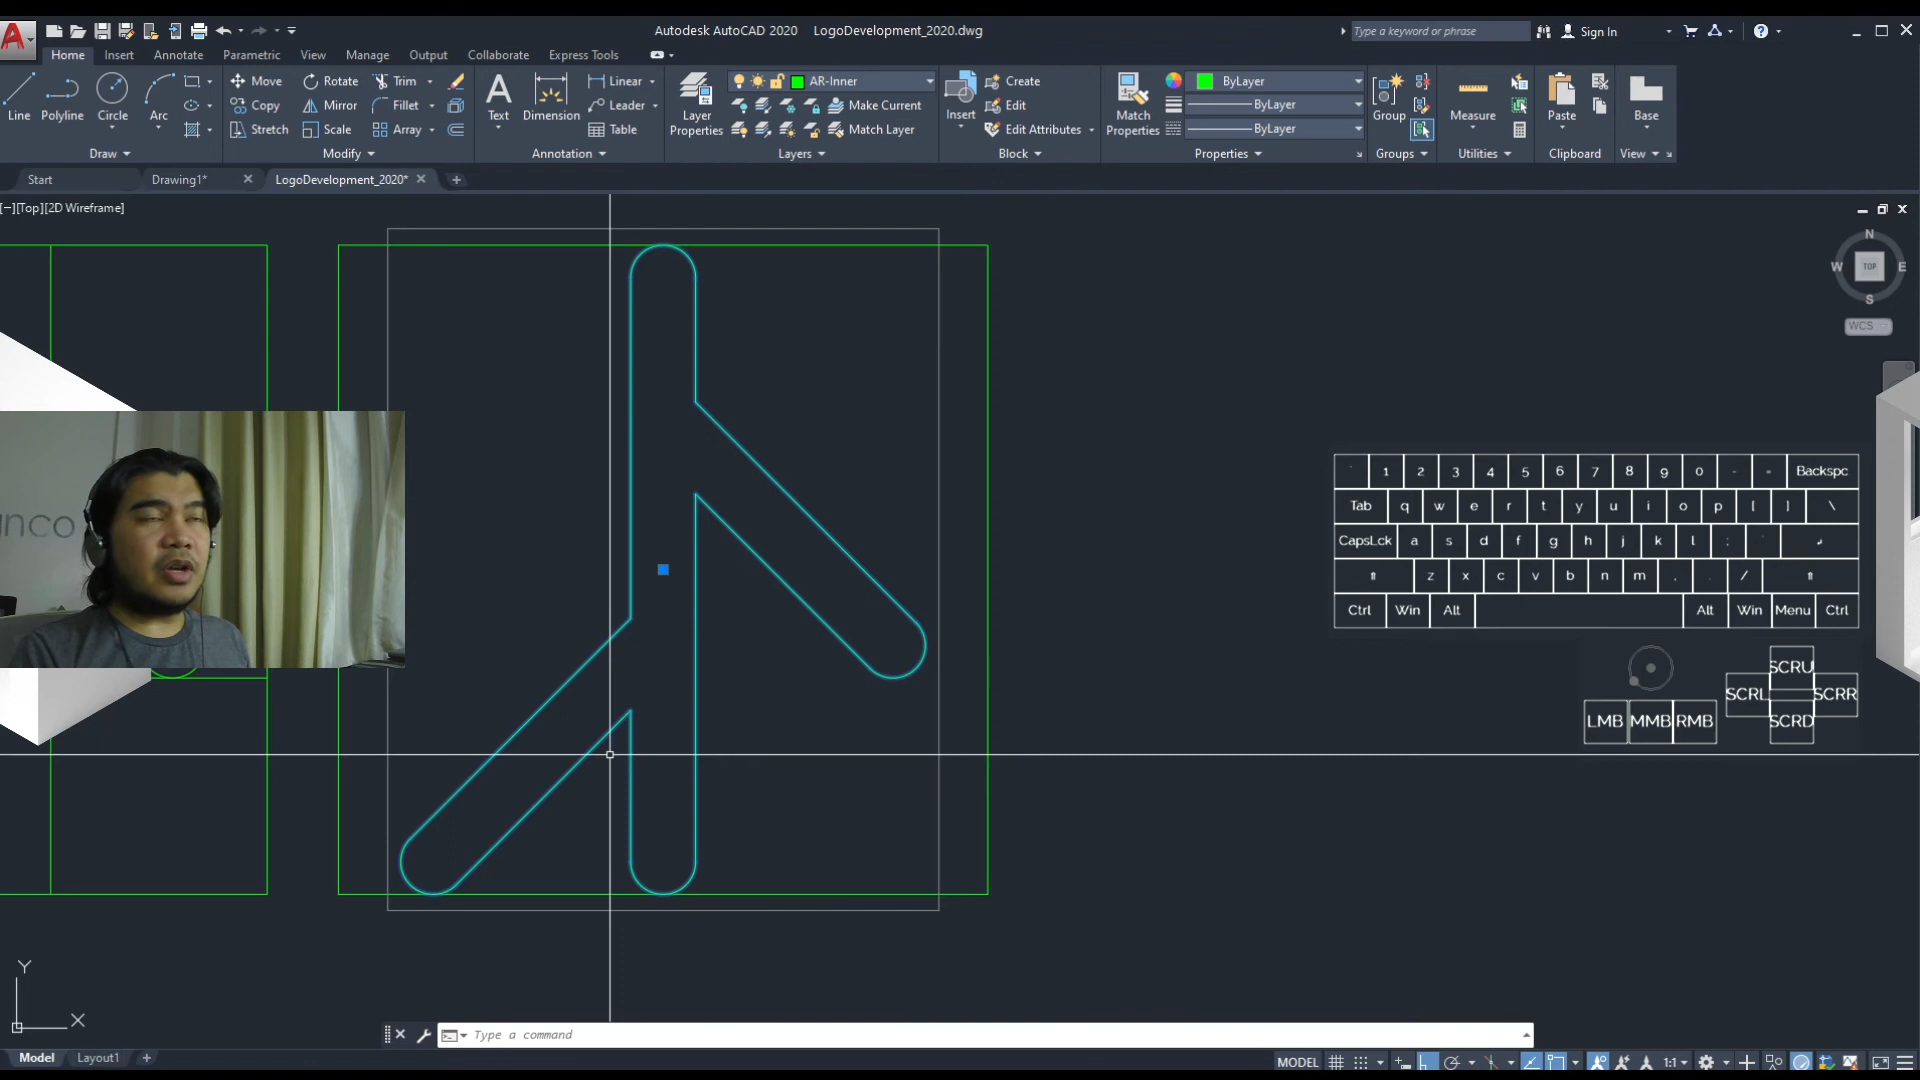 Autodesk AutoCAD 2020 LogoDevelopment_2020.dwg
Type a keyword or phrase
Sign In
Home Insert Annotate Parametric View Manage Output Collaborate Express Tools
Line
Polyline
Circle
Arc
Draw
Move Rotate Trim
Copy Mirror Fillet
Stretch Scale Array
Modify
Text
Dimension
Linear
Leader
Table
Annotation
Layer
Properties
AR-Inner
Make Current
Match Layer
Layers
Insert
Create
Edit
Edit Attributes
Block
Match
Properties
ByLayer
ByLayer
ByLayer
Properties
Group
Groups
Measure
Utilities
Paste
Clipboard
Base
View
Start Drawing1* LogoDevelopment_2020*
[−][Top][2D Wireframe]
N
W TOP E
S
WCS
nco
1 2 3 4 5 6 7 8 9 0 - = Backspc
Tab q w e r t y u i o p [ ] \
CapsLck a s d f g h j k l ;
z x c v b n m , . /
Ctrl Win Alt Alt Win Menu Ctrl
SCRU
SCRL SCRR
SCRD
LMB MMB RMB
Y
X
Type a command
Model Layout1
MODEL 1:1